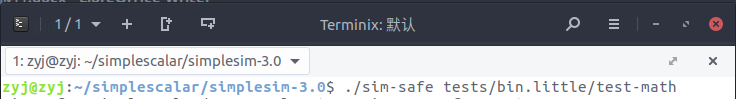 1 / 1
Terminix: 默认
1: zyj@zyj: ~/simplescalar/simplesim-3.0
zyj@zyj:~/simplescalar/simplesim-3.0$ ./sim-safe tests/bin.little/test-math